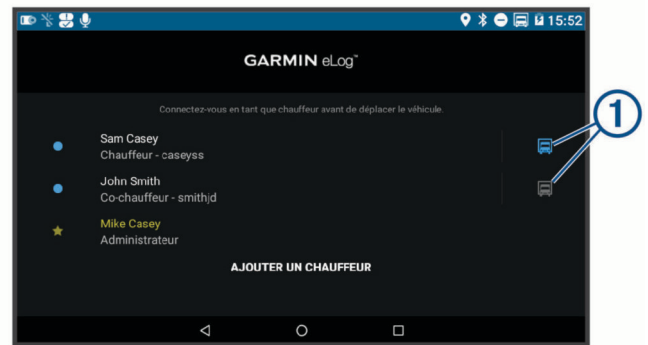 15:52
GARMIN eLog™
Connectez-vous en tant que chauffeur avant de déplacer le véhicule.
1
Sam Casey
Chauffeur - caseyss
John Smith
Co-chauffeur - smithjd
Mike Casey
Administrateur
AJOUTER UN CHAUFFEUR